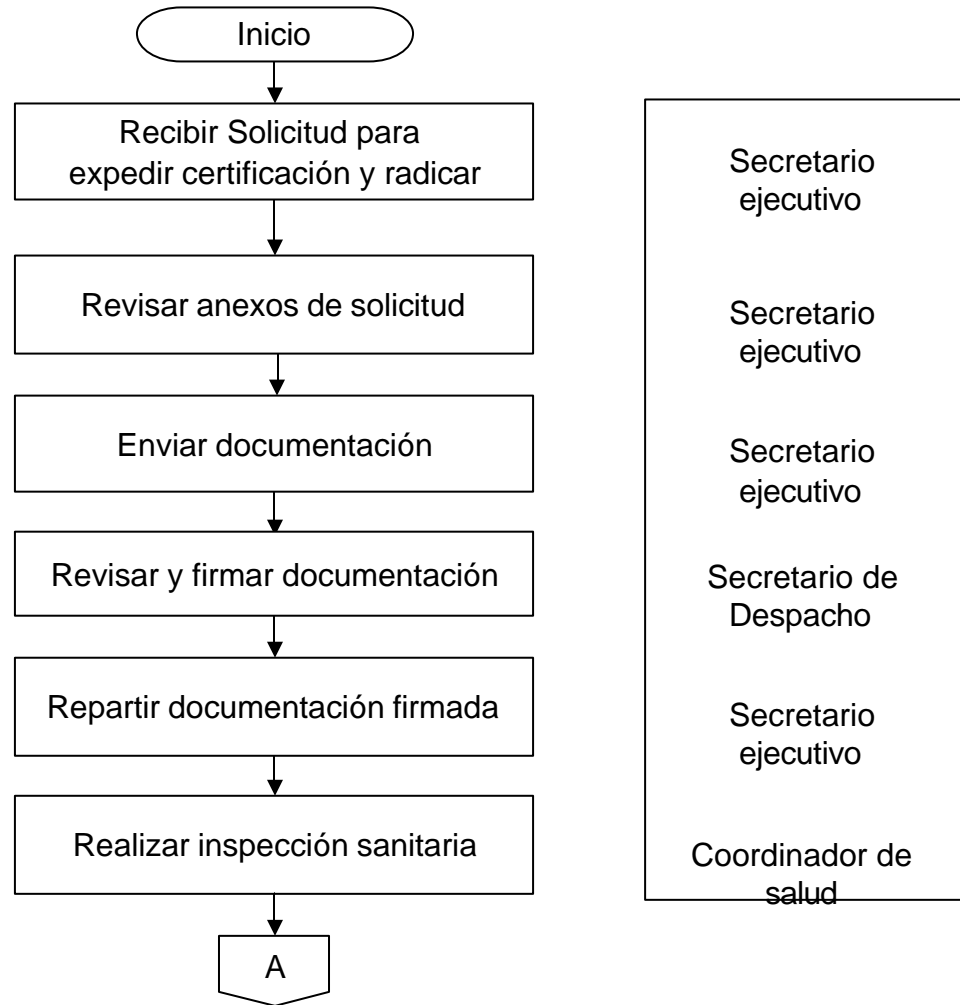 Inicio
Recibir Solicitud para
expedir certificación y radicar
Secretario
ejecutivo
Revisar anexos de solicitud
Secretario
ejecutivo
Enviar documentación
Secretario
ejecutivo
Revisar y firmar documentación
Secretario de
Despacho
Repartir documentación firmada
Secretario
ejecutivo
Realizar inspección sanitaria
Coordinador de
salud
A